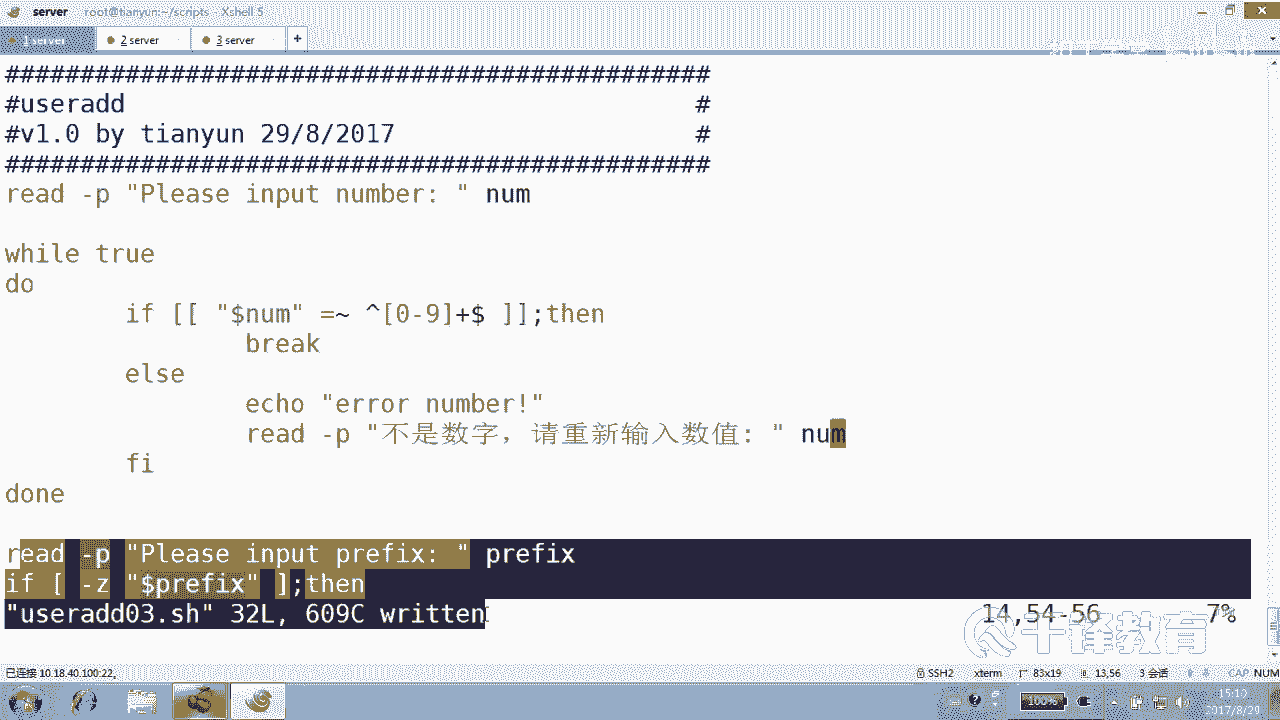 server root@tianyun:~/scripts - Xshell 5
1 server 2 server 3 server +
###############################################
#useradd #
#v1.0 by tianyun 29/8/2017 #
###############################################
read -p "Please input number: " num
while true
do
if [[ "$num" =~ ^[0-9]+$ ]];then
break
else
echo "error number!"
read -p "不是数字，请重新输入数值: " num
fi
done
read -p "Please input prefix: " prefix
if [ -z "$prefix" ];then
"useradd03.sh" 32L, 609C written 14,54-56 7%
千锋教育
已连接 10.18.40.100:22。 SSH2 xterm 83x19 13,56 3 会话 CAP NUM
100% 15:10
2017/8/29